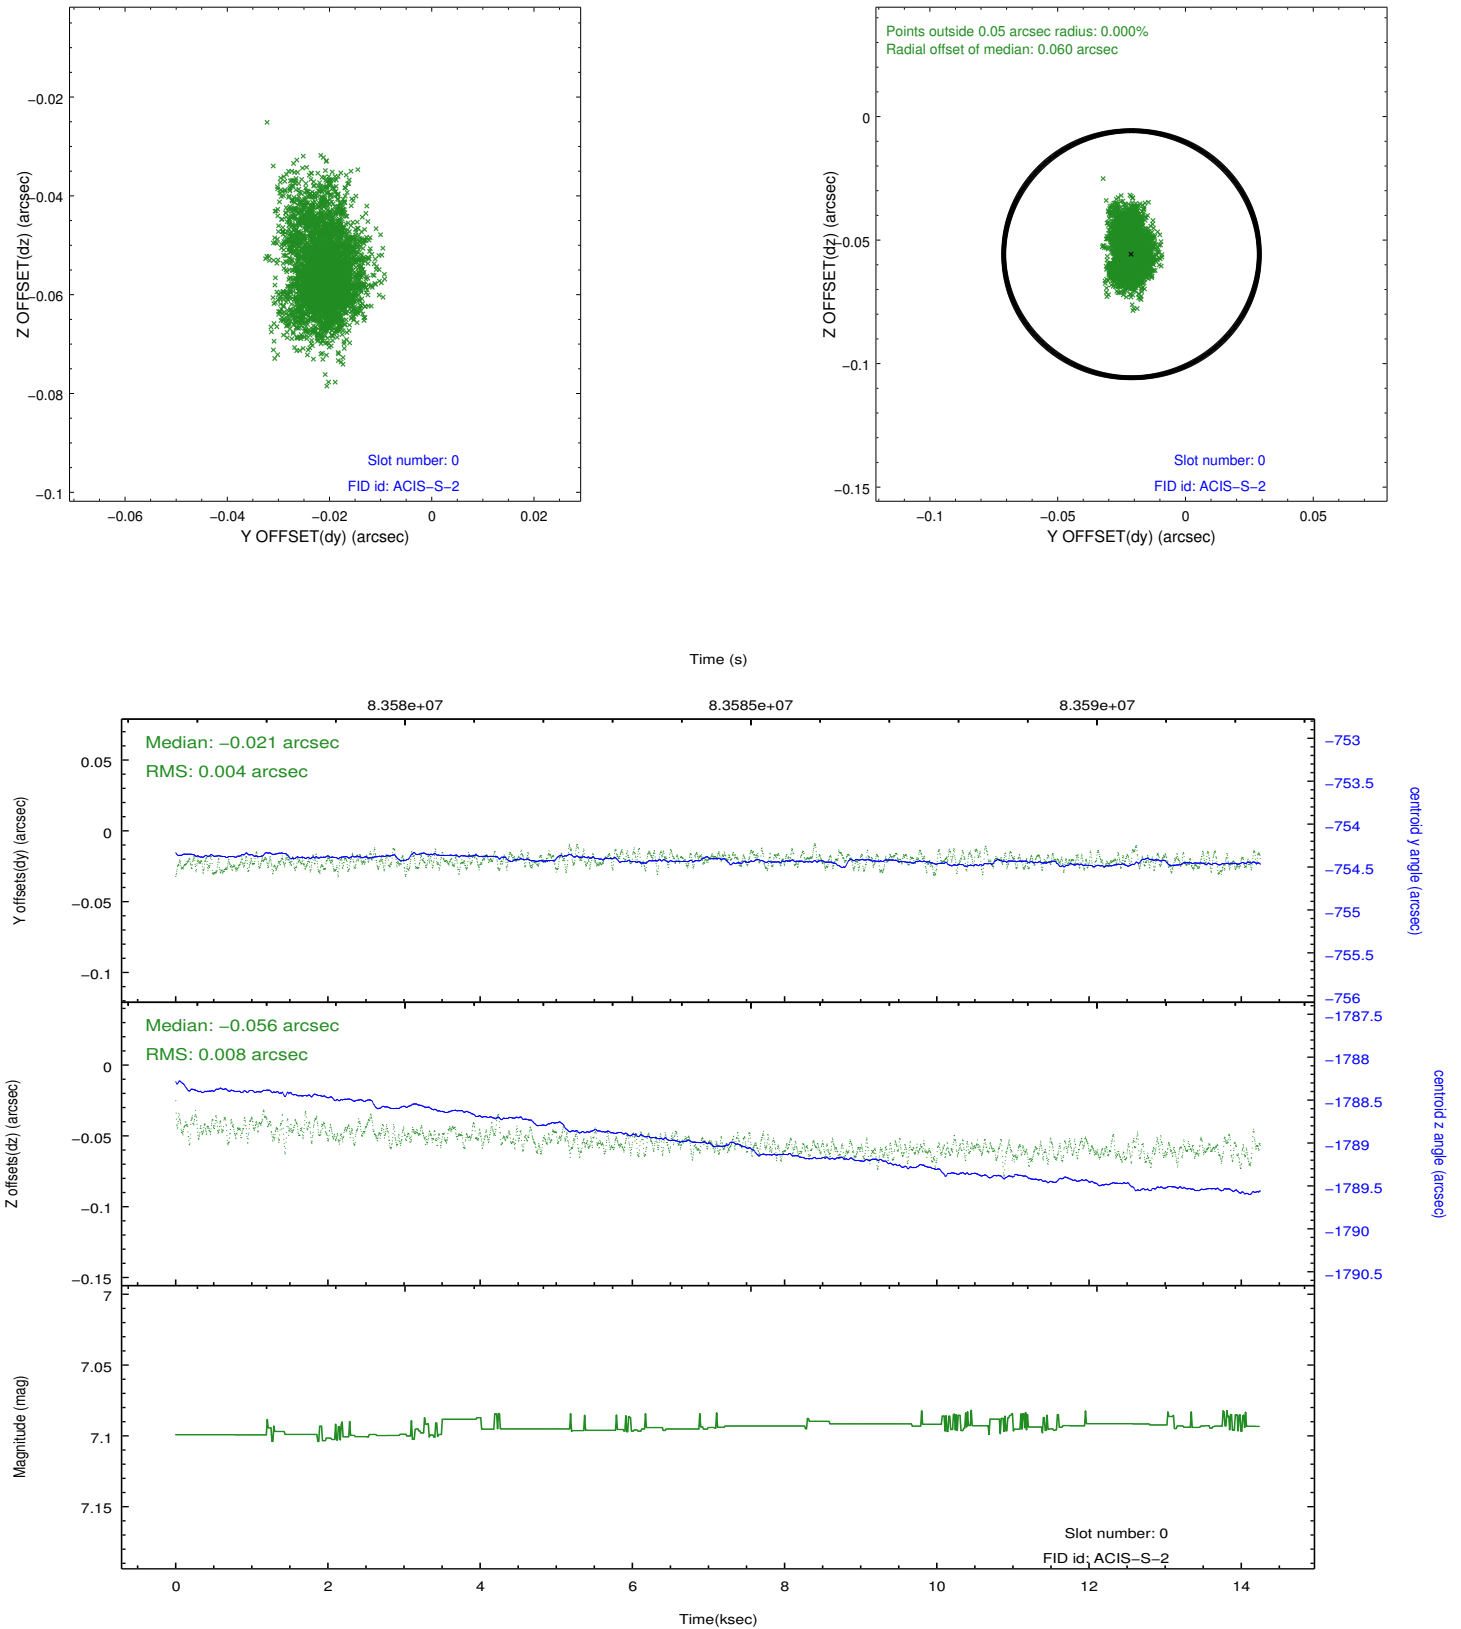 −0.02
−0.04
−0.06
−0.08
−0.1
Z OFFSET(dz) (arcsec)
Slot number: 0
FID id: ACIS−S−2
−0.06
−0.04
−0.02
0
0.02
Y OFFSET(dy) (arcsec)
Points outside 0.05 arcsec radius: 0.000%
Radial offset of median: 0.060 arcsec
0
−0.05
−0.1
−0.15
Z OFFSET(dz) (arcsec)
Slot number: 0
FID id: ACIS−S−2
−0.1
−0.05
0
0.05
Y OFFSET(dy) (arcsec)
Time (s)
8.358e+07
8.3585e+07
8.359e+07
Median: −0.021 arcsec
RMS: 0.004 arcsec
0.05
0
−0.05
−0.1
Y offsets(dy) (arcsec)
−753
−753.5
−754
−754.5
−755
−755.5
−756
centroid y angle (arcsec)
Median: −0.056 arcsec
RMS: 0.008 arcsec
0
−0.05
−0.1
−0.15
Z offsets(dz) (arcsec)
−1787.5
−1788
−1788.5
−1789
−1789.5
−1790
−1790.5
centroid z angle (arcsec)
7
7.05
7.1
7.15
Magnitude (mag)
Slot number: 0
FID id: ACIS−S−2
0
2
4
6
8
10
12
14
Time(ksec)